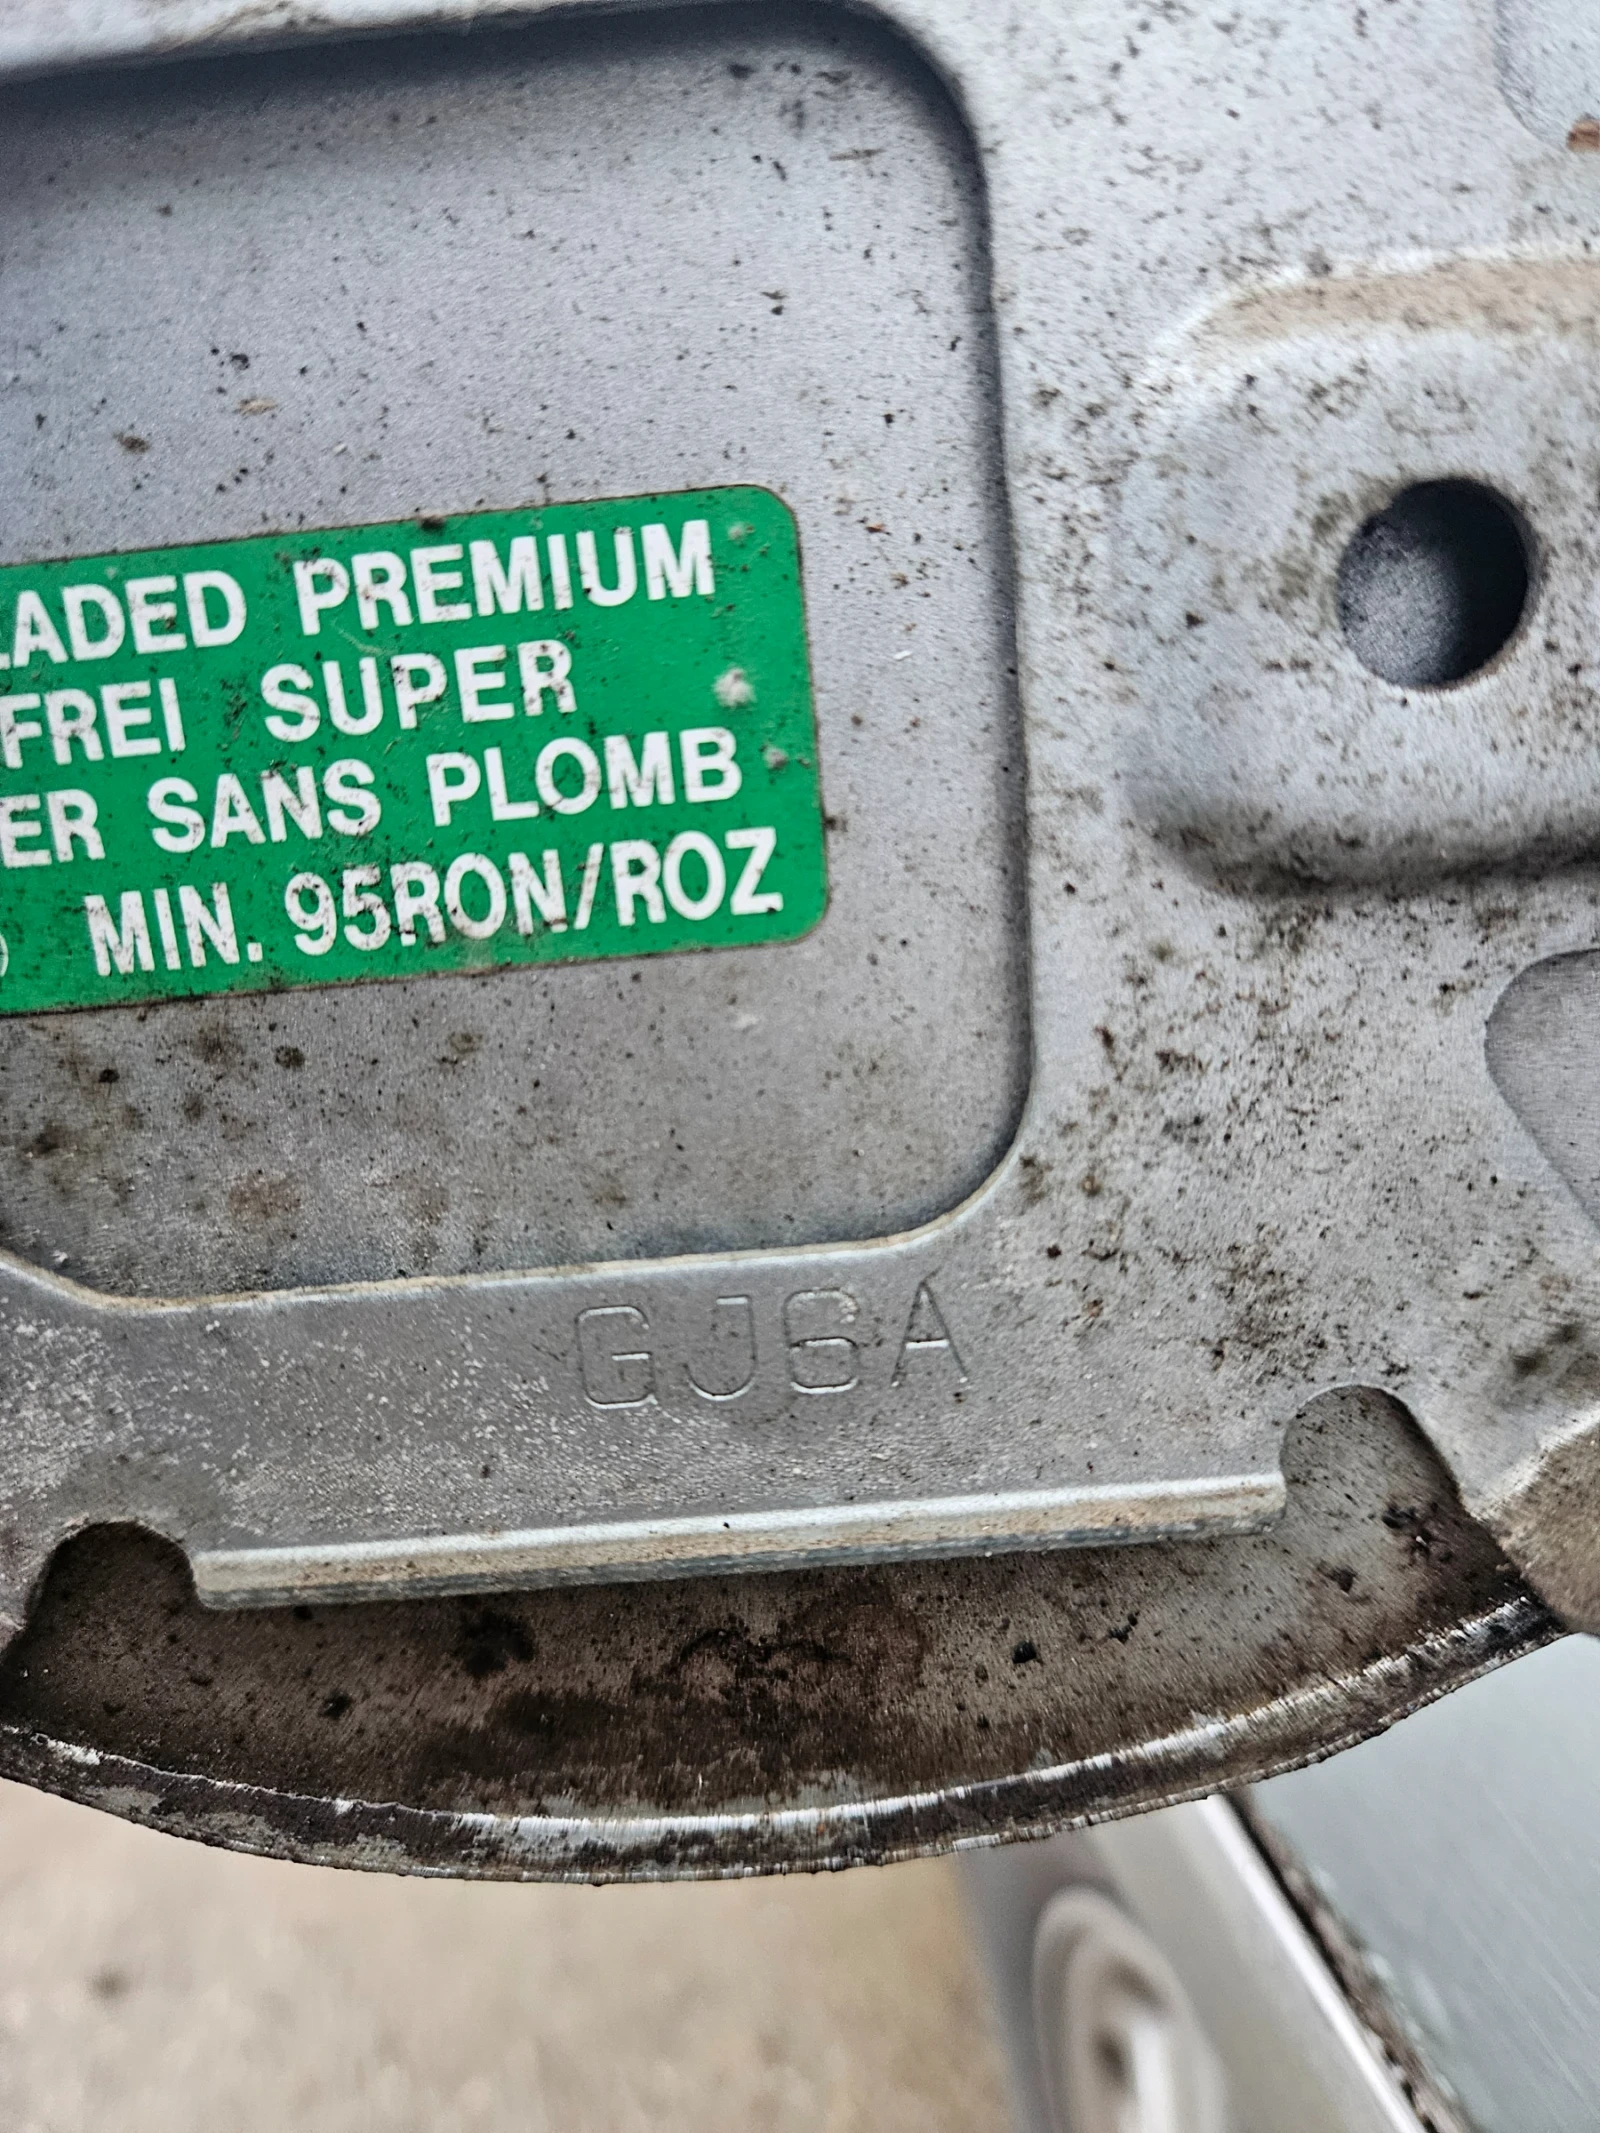 LADED PREMIUM
FREI SUPER
ER SANS PLOMB
) MIN. 95RON/ROZ
GJ6A